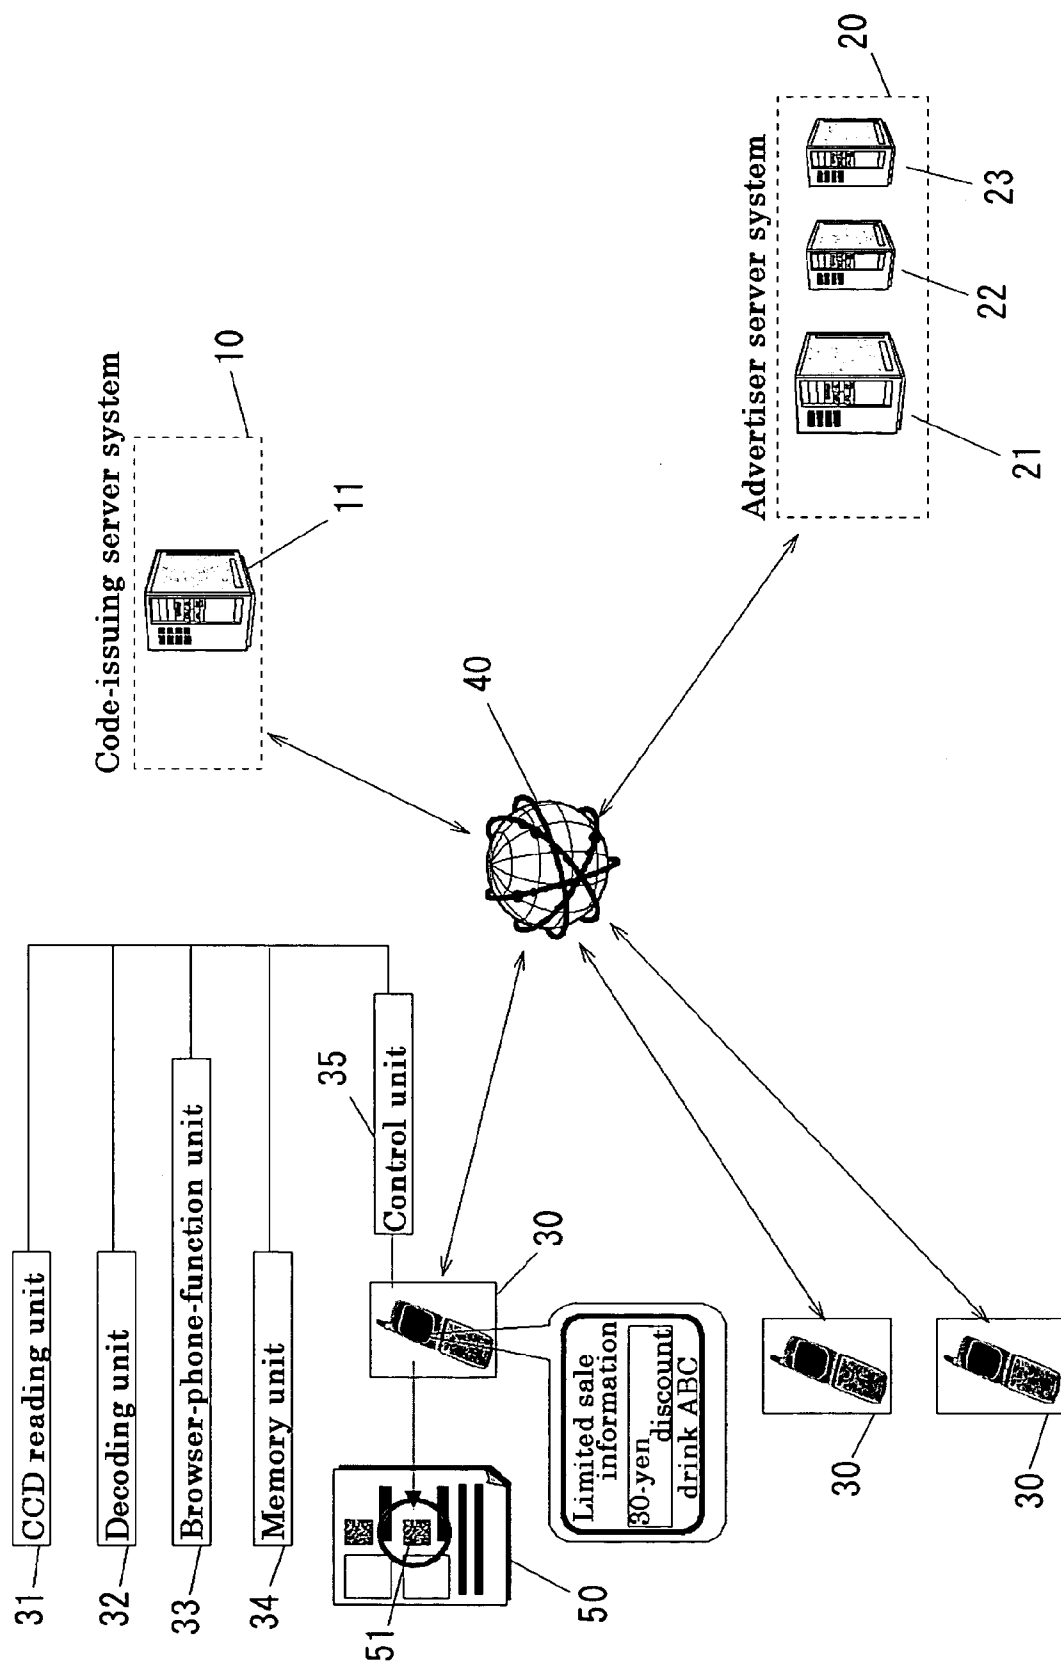 31
CCD reading unit
32
Decoding unit
33
Browser-phone-function unit
34
Memory unit
35
Control unit
51
50
30
Limited sale
information
30-yen
discount
drink ABC
30
30
40
Code-issuing server system
10
11
Advertiser server system
20
21
22
23